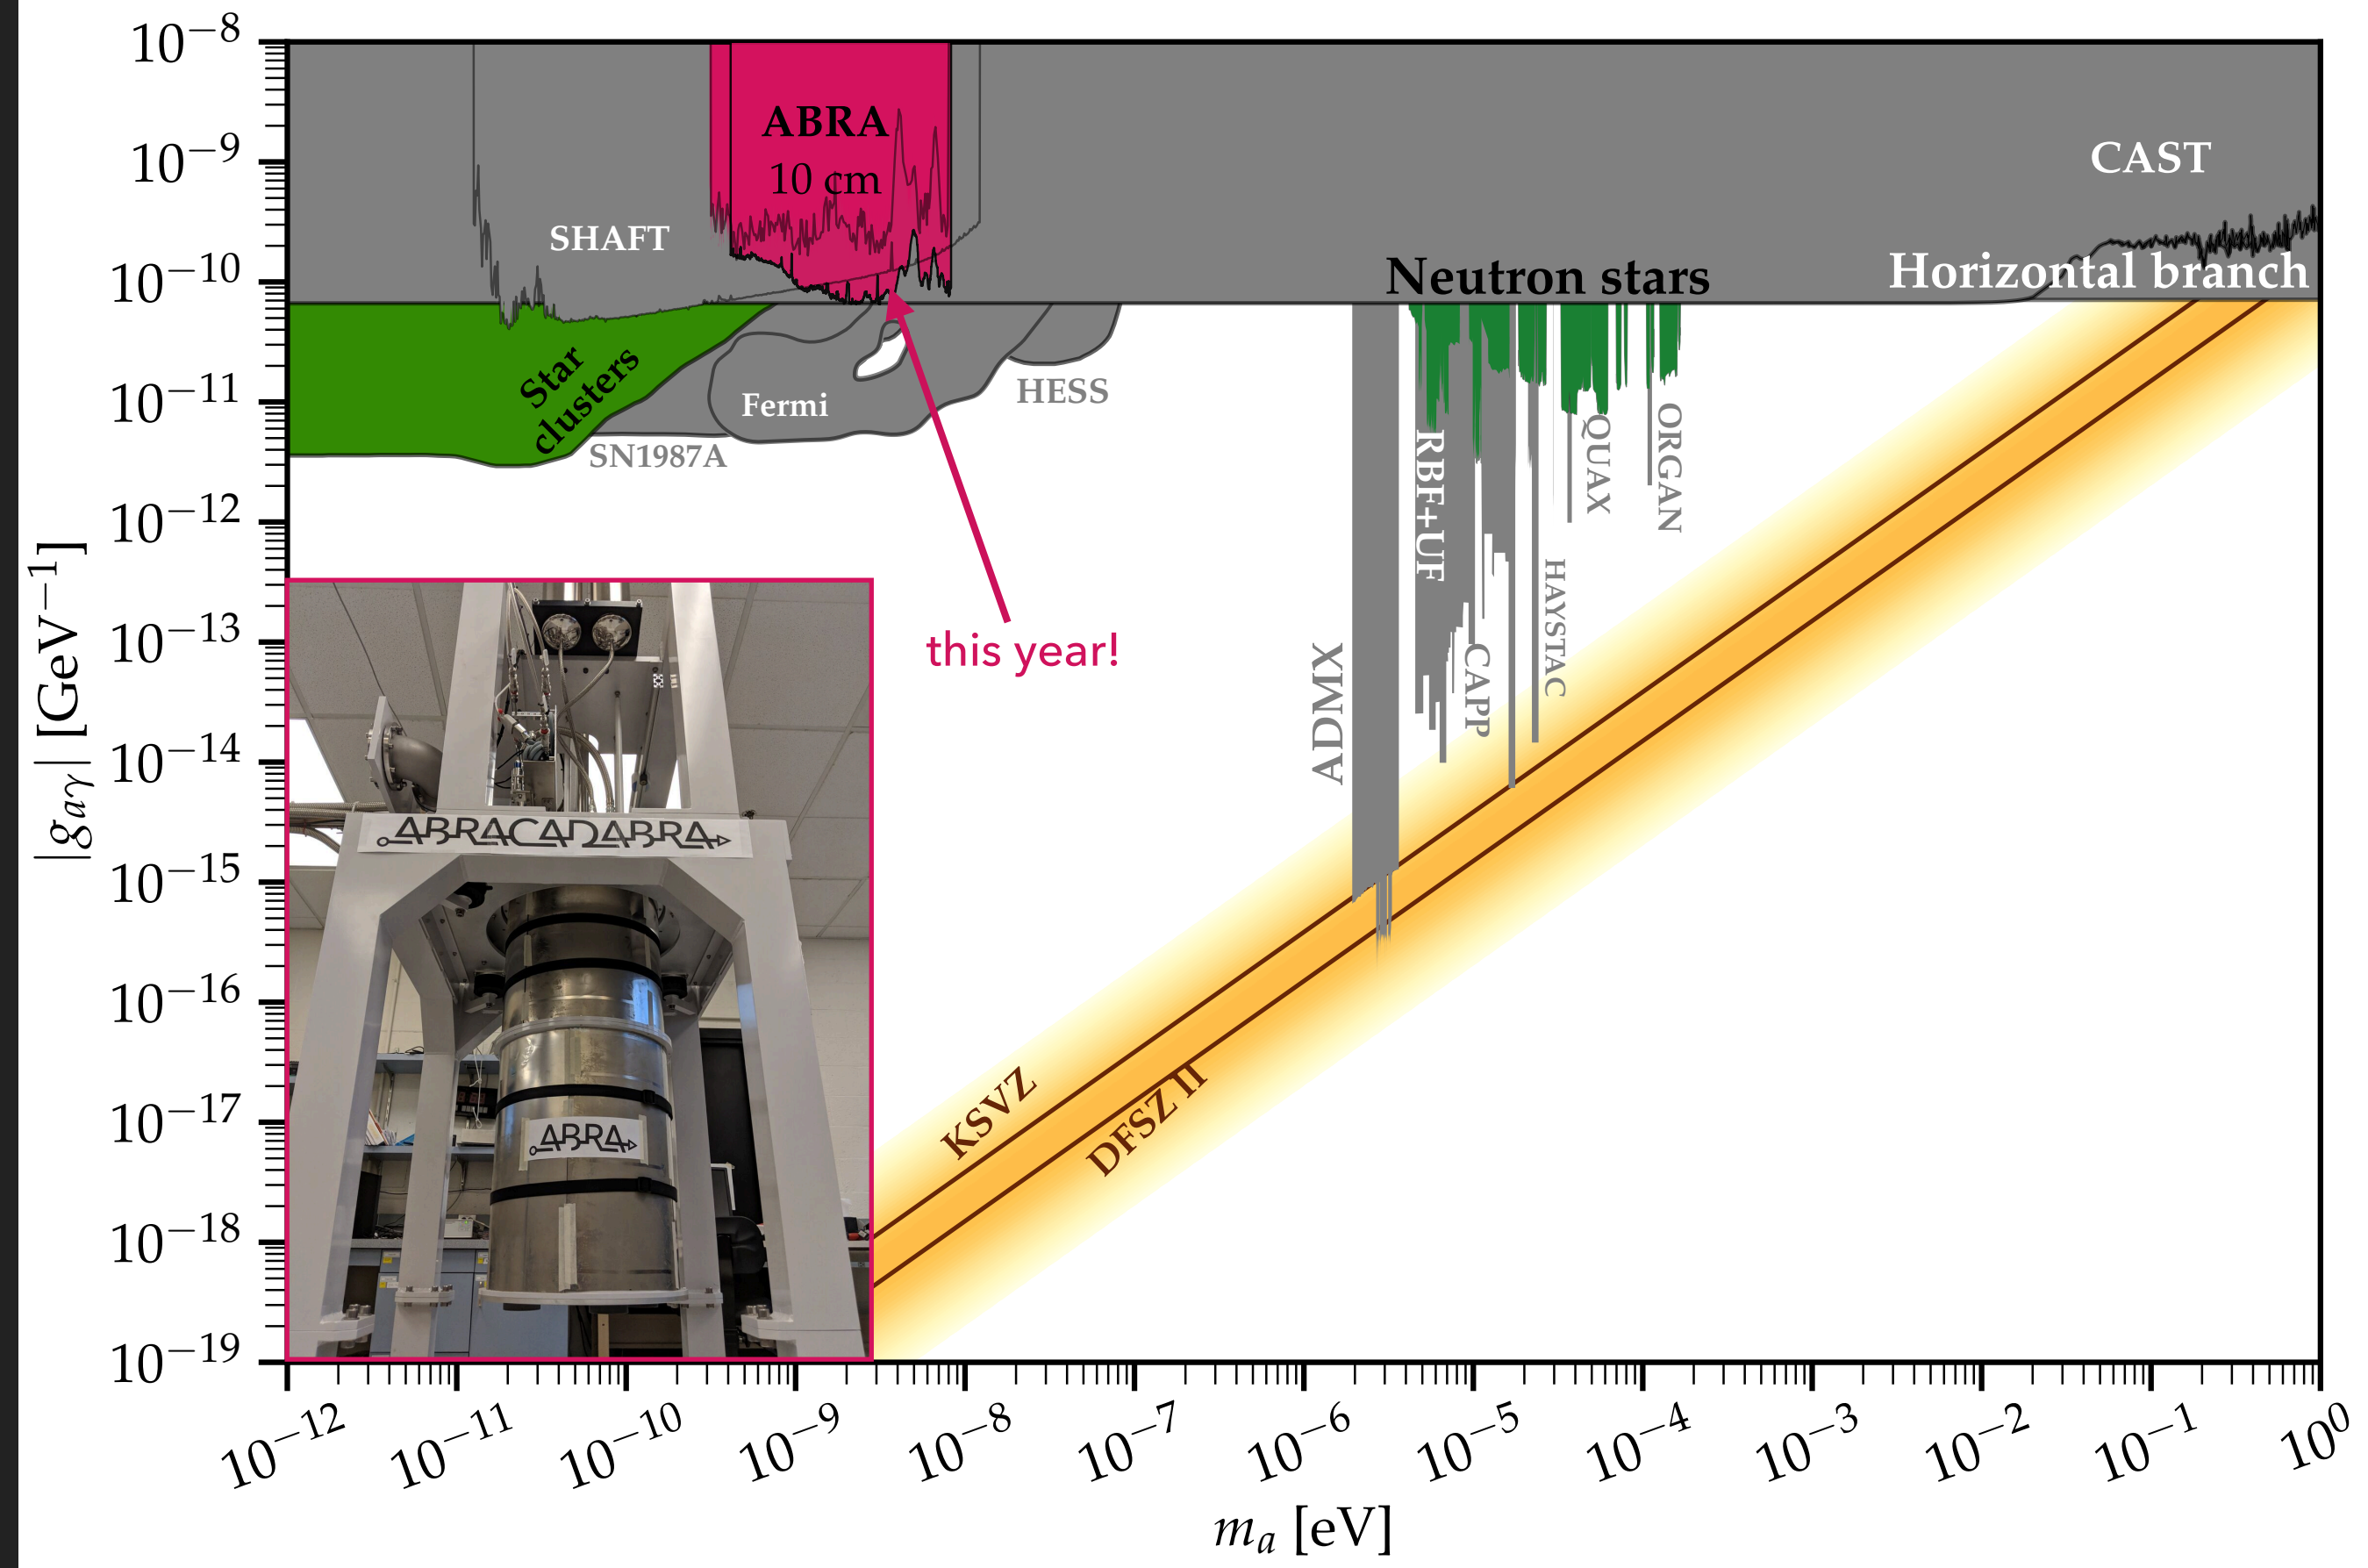 10−8
10−9
10−10
10−11
10−12
10−13
10−14
10−15
10−16
10−17
10−18
10−19
|gaγ| [GeV−1]
ABRA
10 cm
SHAFT
CAST
Neutron stars
Horizontal branch
Star
clusters
Fermi
HESS
SN1987A
RBF+UF
QUAX
ORGAN
this year!
ADMX
CAPP
HAYSTAC
ABRACADABRA
ABRA
KSVZ
DFSZ II
10−12
10−11
10−10
10−9
10−8
10−7
10−6
10−5
10−4
10−3
10−2
10−1
100
ma [eV]